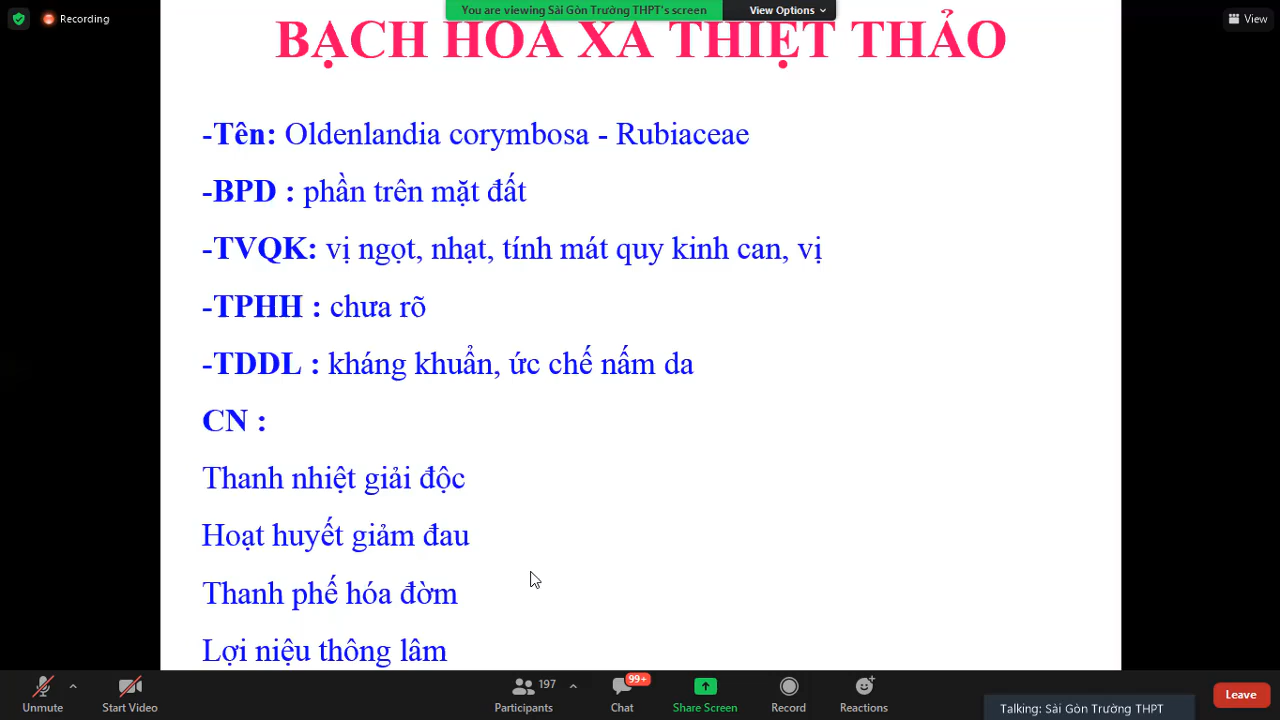 You are viewing Sài Gòn Trường THPT's screen
View Options
Recording
View
BẠCH HOA XÀ THIỆT THẢO
-Tên: Oldenlandia corymbosa - Rubiaceae
-BPD : phần trên mặt đất
-TVQK: vị ngọt, nhạt, tính mát quy kinh can, vị
-TPHH : chưa rõ
-TDDL : kháng khuẩn, ức chế nấm da
CN :
Thanh nhiệt giải độc
Hoạt huyết giảm đau
Thanh phế hóa đờm
Lợi niệu thông lâm
Unmute
Start Video
197
Participants
99+
Chat
Share Screen
Record
Reactions
Talking: Sài Gòn Trường THPT
Leave